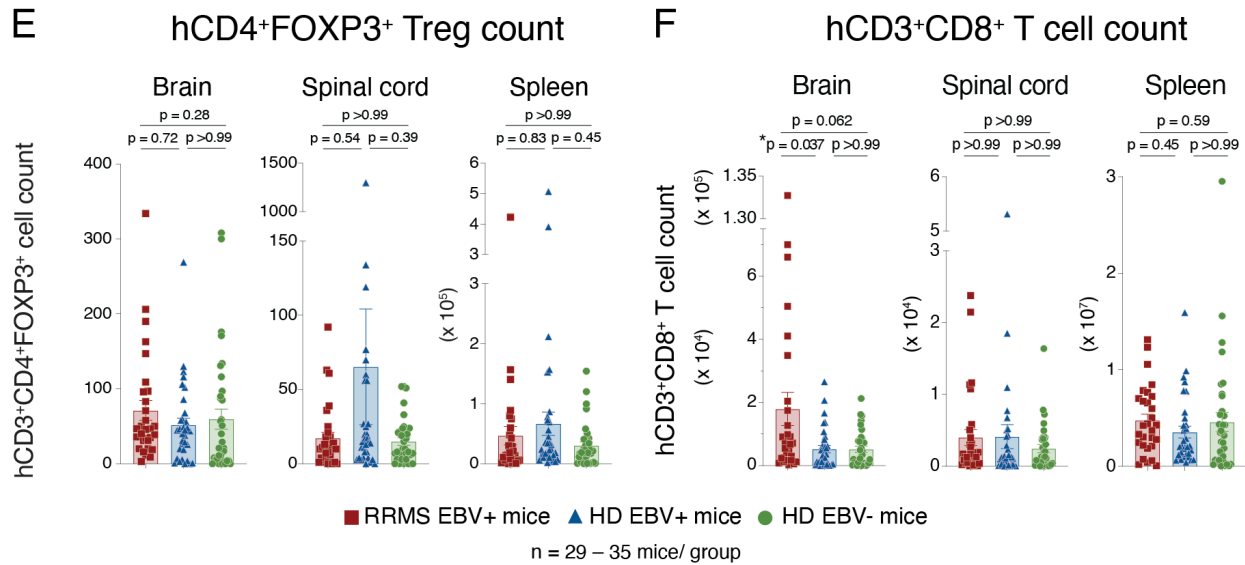 E
hCD4⁺FOXP3⁺ Treg count
Brain
Spinal cord
Spleen
p = 0.28
p >0.99
p >0.99
p = 0.72
p >0.99
p = 0.54
p = 0.39
p = 0.83
p = 0.45
hCD3⁺CD4⁺FOXP3⁺ cell count
400
300
200
100
0
1500
1000
150
100
50
0
(x 10⁵)
6
5
4
3
3
2
1
0
F
hCD3⁺CD8⁺ T cell count
Brain
Spinal cord
Spleen
p = 0.062
p >0.99
p = 0.59
*p = 0.037
p >0.99
p >0.99
p >0.99
p = 0.45
p >0.99
hCD3⁺CD8⁺ T cell count
(x 10⁵)
(x 10⁴)
1.35
1.30
8
6
4
2
0
(x 10⁴)
6
5
3
2
1
0
(x 10⁷)
3
2
1
0
RRMS EBV+ mice HD EBV+ mice HD EBV- mice
n = 29 – 35 mice/ group